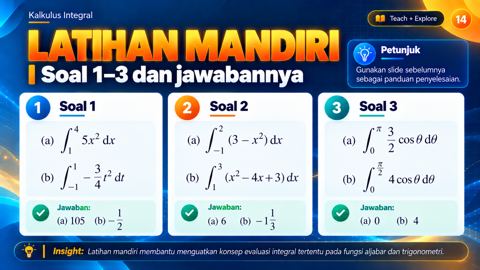 Kalkulus Integral
Teach + Explore
14
LATIHAN MANDIRI
Soal 1–3 dan jawabannya
Petunjuk
Gunakan slide sebelumnya
sebagai panduan penyelesaian.
1 Soal 1
(a) ∫₁⁴ 5x² dx
(b) ∫₋₁¹ −3/4 t² dt
Jawaban:
(a) 105 (b) −1/2
2 Soal 2
(a) ∫₋₁² (3 − x²) dx
(b) ∫₁³ (x² − 4x + 3) dx
Jawaban:
(a) 6 (b) −1 1/3
3 Soal 3
(a) ∫₀^π 3/2 cos θ dθ
(b) ∫₀^(π/2) 4 cos θ dθ
Jawaban:
(a) 0 (b) 4
Insight: Latihan mandiri membantu menguatkan konsep evaluasi integral tertentu pada fungsi aljabar dan trigonometri.